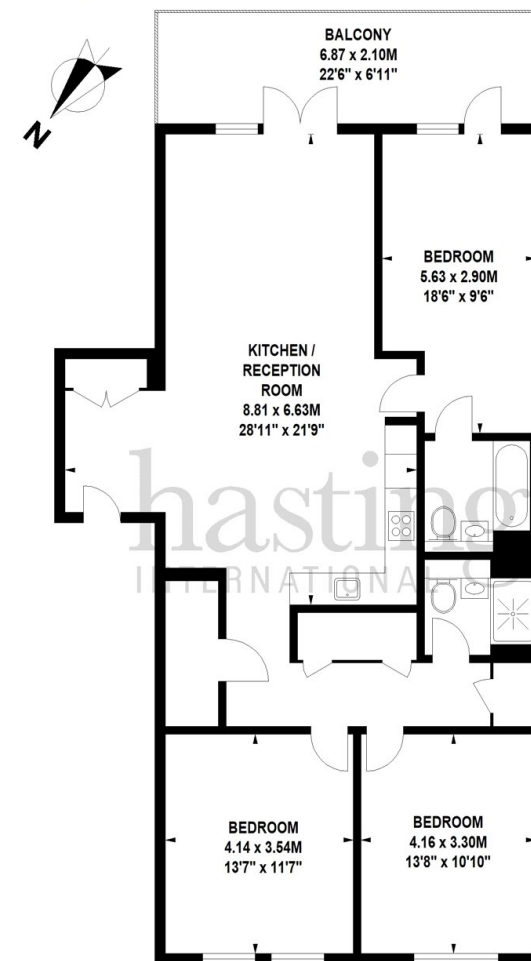 BALCONY
6.87 x 2.10M
22'6" x 6'11"
N
BEDROOM
5.63 x 2.90M
18'6" x 9'6"
KITCHEN /
RECEPTION
ROOM
8.81 x 6.63M
28'11" x 21'9"
hasting
INTERNATIONAL
BEDROOM
4.14 x 3.54M
13'7" x 11'7"
BEDROOM
4.16 x 3.30M
13'8" x 10'10"